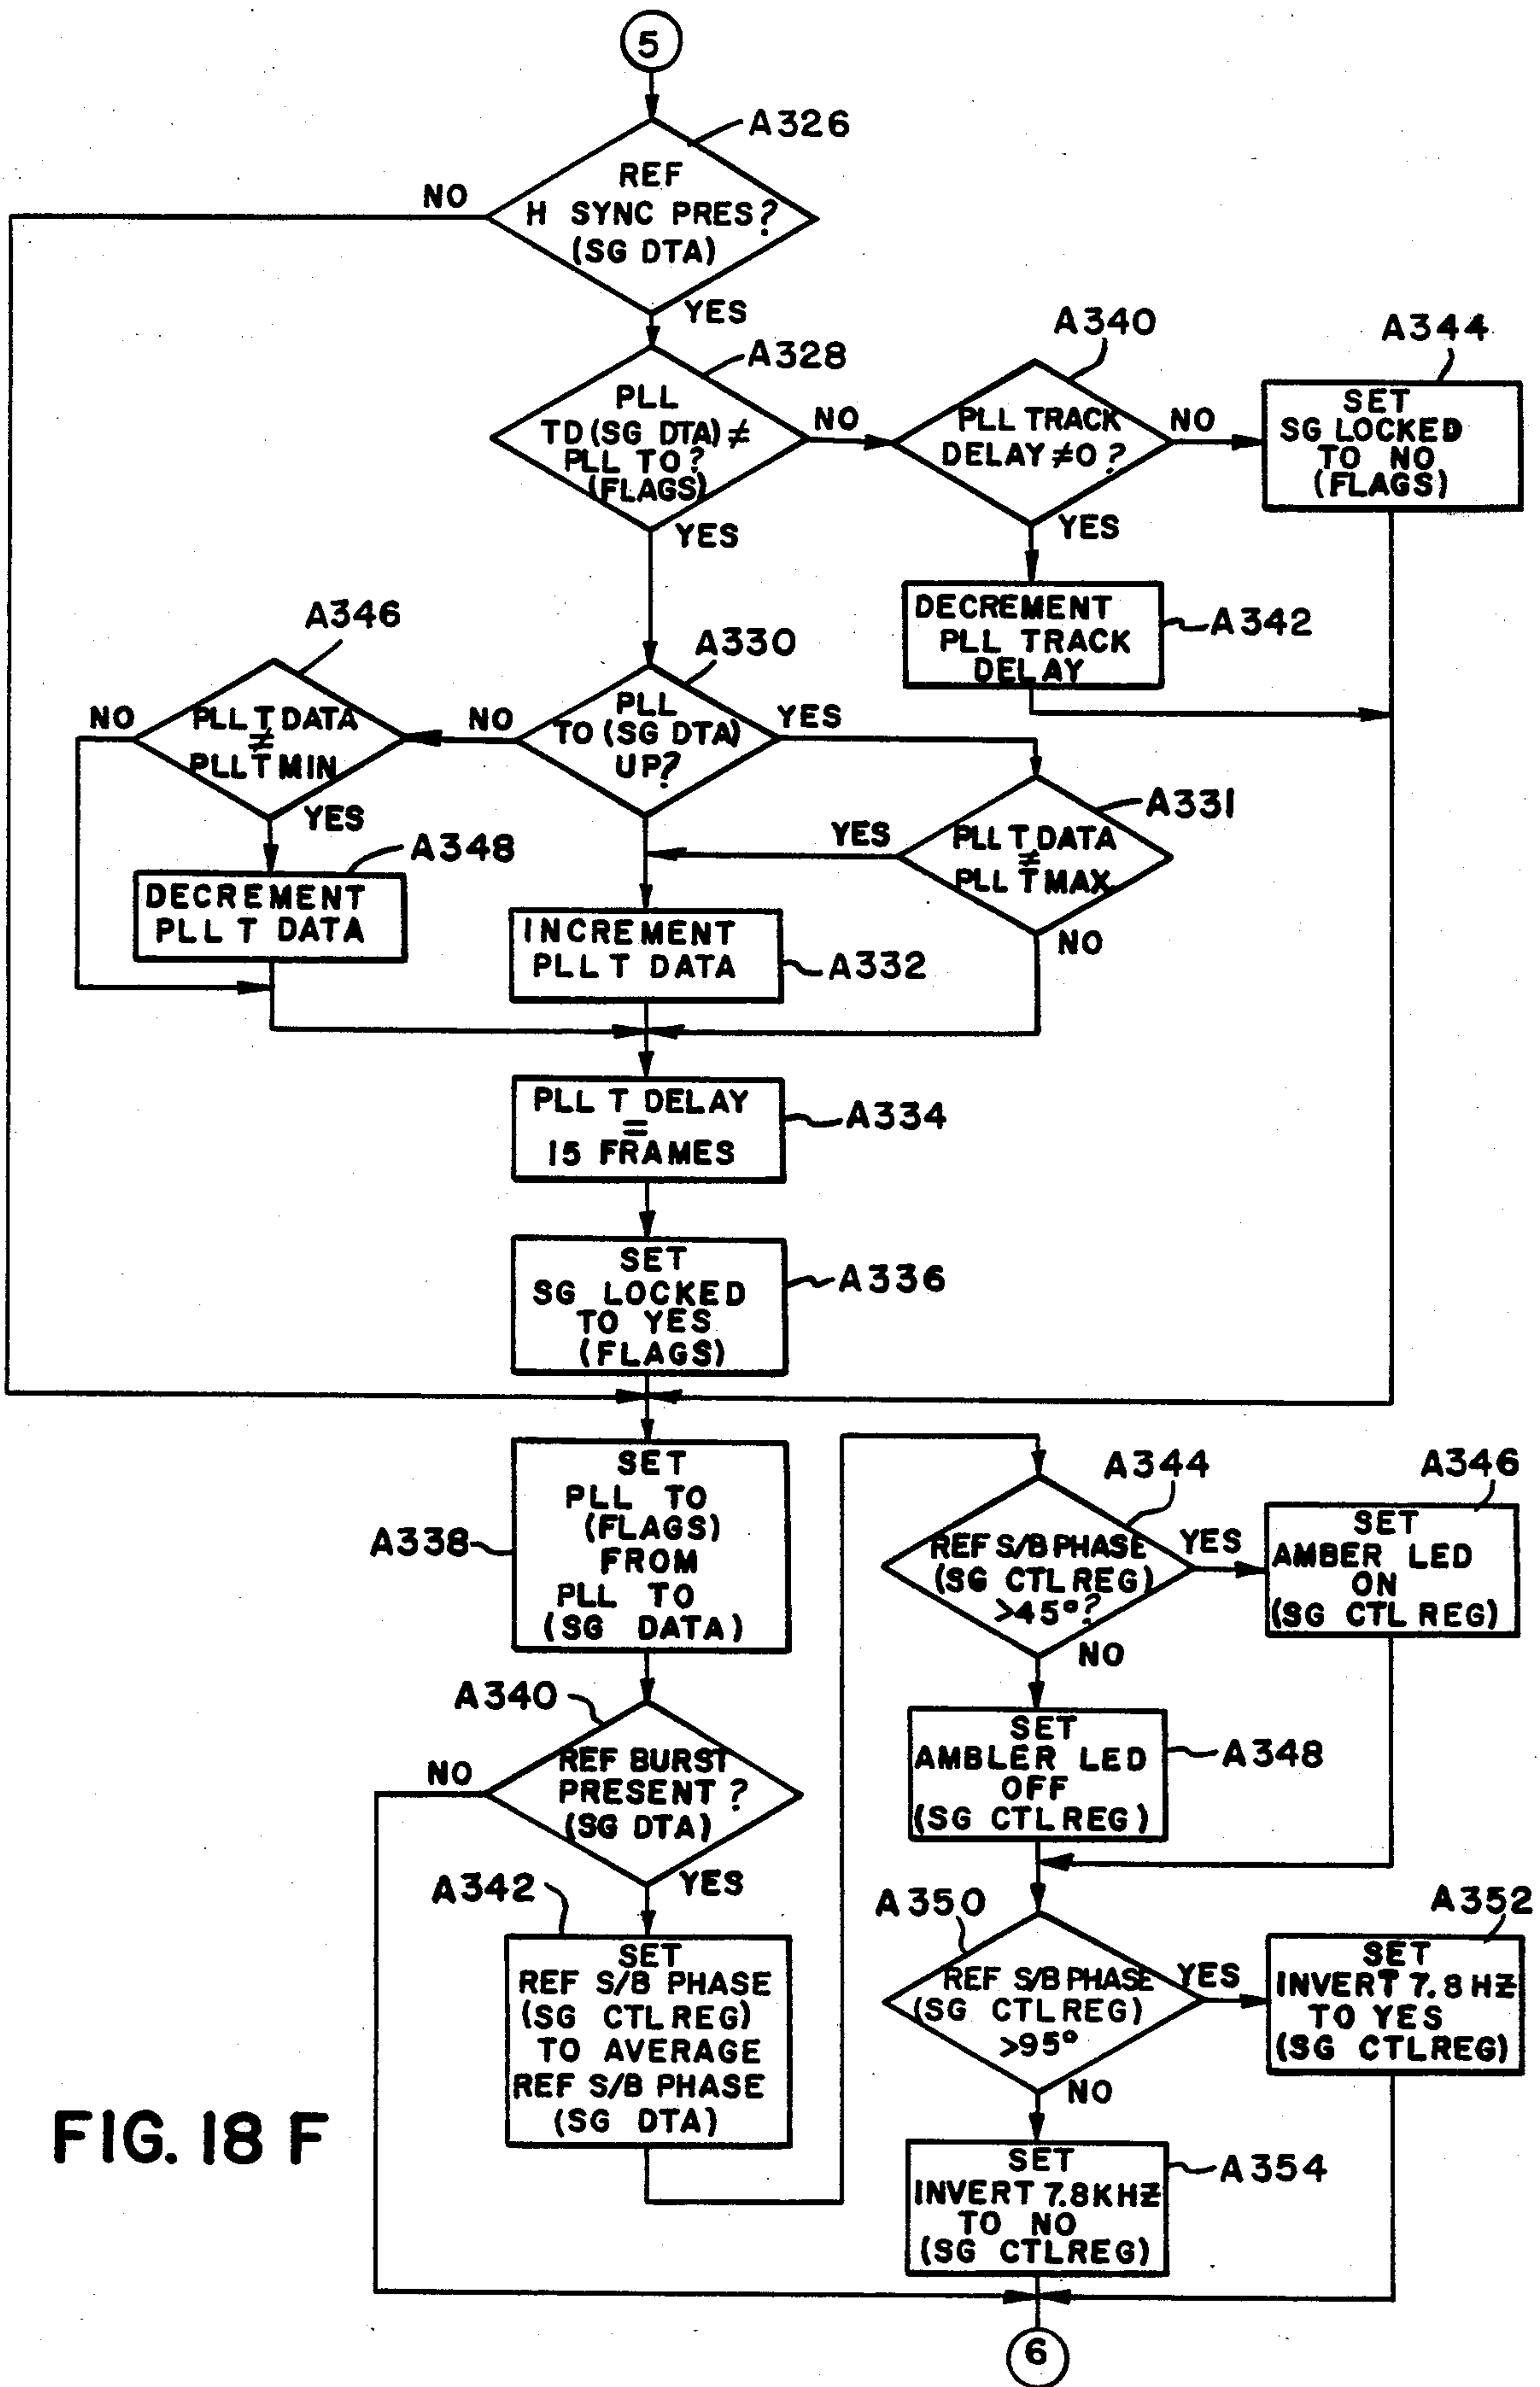 5
A326
REF
H SYNC PRES?
(SG DTA)
NO
YES
A328
PLL
TD (SG DTA) ≠
PLL TO?
(FLAGS)
NO
YES
A340
PLL TRACK
DELAY ≠0?
NO
YES
A344
SET
SG LOCKED
TO NO
(FLAGS)
DECREMENT
PLL TRACK
DELAY
A342
A346
PLL T DATA
≠
PLL T MIN
NO
YES
A330
PLL
TO (SG DTA)
UP?
NO
YES
A331
PLL T DATA
≠
PLL T MAX
YES
NO
A348
DECREMENT
PLL T DATA
INCREMENT
PLL T DATA
A332
PLL T DELAY
=
15 FRAMES
A334
SET
SG LOCKED
TO YES
(FLAGS)
A336
SET
PLL TO
(FLAGS)
FROM
PLL TO
(SG DATA)
A338
A340
REF BURST
PRESENT?
(SG DTA)
NO
YES
A342
SET
REF S/B PHASE
(SG CTL REG)
TO AVERAGE
REF S/B PHASE
(SG DTA)
A344
REF S/B PHASE
(SG CTL REG)
>45°?
YES
NO
A346
SET
AMBER LED
ON
(SG CTL REG)
SET
AMBLER LED
OFF
(SG CTL REG)
A348
A350
REF S/B PHASE
(SG CTL REG)
>95°
YES
NO
A352
SET
INVERT 7.8 HZ
TO YES
(SG CTLREG)
SET
INVERT 7.8KHZ
TO NO
(SG CTLREG)
A354
6
FIG. 18 F